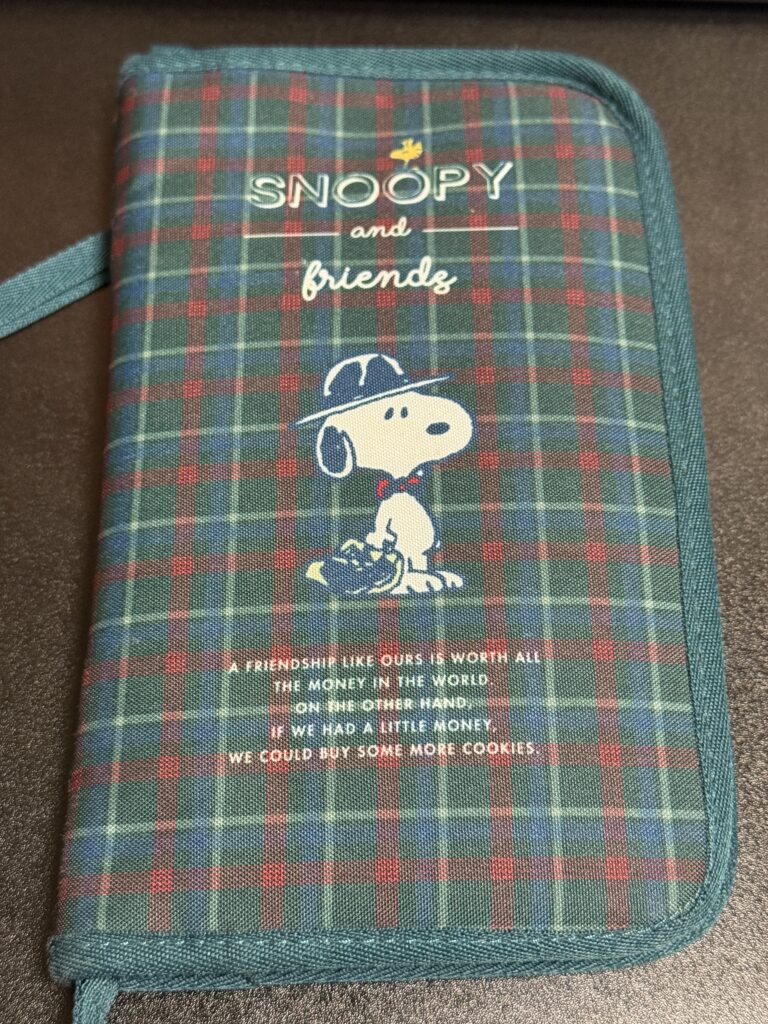 SNOOPY
and
friends
A FRIENDSHIP LIKE OURS IS WORTH ALL
THE MONEY IN THE WORLD.
ON THE OTHER HAND,
IF WE HAD A LITTLE MONEY,
WE COULD BUY SOME MORE COOKIES.